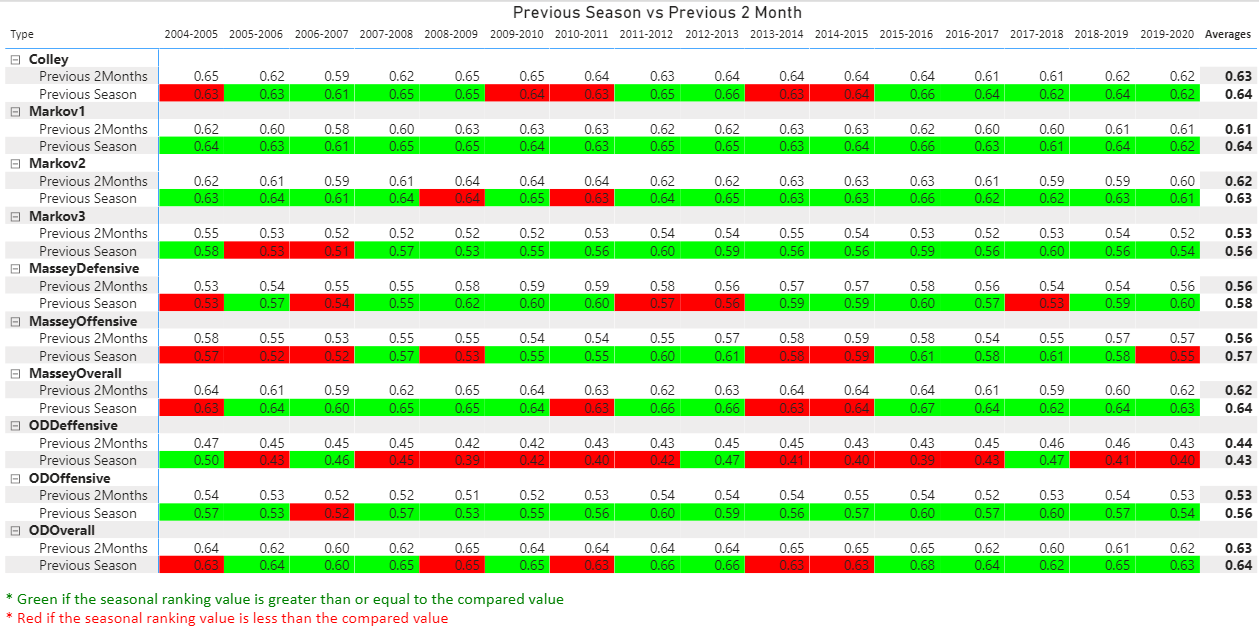 Previous Season vs Previous 2 Month
Type 2004-2005 2005-2006 2006-2007 2007-2008 2008-2009 2009-2010 2010-2011 2011-2012 2012-2013 2013-2014 2014-2015 2015-2016 2016-2017 2017-2018 2018-2019 2019-2020 Averages
Colley
Previous 2Months 0.65 0.62 0.59 0.62 0.65 0.65 0.64 0.63 0.64 0.64 0.64 0.64 0.61 0.61 0.62 0.62 0.63
Previous Season 0.63 0.63 0.61 0.65 0.65 0.64 0.63 0.65 0.66 0.63 0.64 0.66 0.64 0.62 0.64 0.62 0.64
Markov1
Previous 2Months 0.62 0.60 0.58 0.60 0.63 0.63 0.63 0.62 0.62 0.63 0.63 0.62 0.60 0.60 0.61 0.61 0.61
Previous Season 0.64 0.63 0.61 0.65 0.65 0.64 0.63 0.65 0.65 0.63 0.64 0.66 0.63 0.61 0.64 0.62 0.64
Markov2
Previous 2Months 0.62 0.61 0.59 0.61 0.64 0.64 0.64 0.62 0.62 0.63 0.63 0.63 0.61 0.59 0.59 0.60 0.62
Previous Season 0.63 0.64 0.61 0.64 0.64 0.65 0.63 0.64 0.65 0.63 0.63 0.66 0.62 0.62 0.63 0.61 0.63
Markov3
Previous 2Months 0.55 0.53 0.52 0.52 0.52 0.52 0.53 0.54 0.54 0.55 0.54 0.53 0.52 0.53 0.54 0.52 0.53
Previous Season 0.58 0.53 0.51 0.57 0.53 0.55 0.56 0.60 0.59 0.56 0.56 0.59 0.56 0.60 0.56 0.54 0.56
MasseyDefensive
Previous 2Months 0.53 0.54 0.55 0.55 0.58 0.59 0.59 0.58 0.56 0.57 0.57 0.58 0.56 0.54 0.54 0.56 0.56
Previous Season 0.53 0.57 0.54 0.55 0.62 0.60 0.60 0.57 0.56 0.59 0.59 0.60 0.57 0.53 0.59 0.60 0.58
MasseyOffensive
Previous 2Months 0.58 0.55 0.53 0.55 0.55 0.54 0.54 0.55 0.57 0.58 0.59 0.58 0.54 0.55 0.57 0.57 0.56
Previous Season 0.57 0.52 0.52 0.57 0.53 0.55 0.55 0.60 0.61 0.58 0.59 0.61 0.58 0.61 0.58 0.55 0.57
MasseyOverall
Previous 2Months 0.64 0.61 0.59 0.62 0.65 0.64 0.63 0.62 0.63 0.64 0.64 0.64 0.61 0.59 0.60 0.62 0.62
Previous Season 0.63 0.64 0.60 0.65 0.65 0.64 0.63 0.66 0.66 0.63 0.64 0.67 0.64 0.62 0.64 0.63 0.64
ODDeffensive
Previous 2Months 0.47 0.45 0.45 0.45 0.42 0.42 0.43 0.43 0.45 0.45 0.43 0.43 0.45 0.46 0.46 0.43 0.44
Previous Season 0.50 0.43 0.46 0.45 0.39 0.42 0.40 0.42 0.47 0.41 0.40 0.39 0.43 0.47 0.41 0.40 0.43
ODOffensive
Previous 2Months 0.54 0.53 0.52 0.52 0.51 0.52 0.53 0.54 0.54 0.54 0.55 0.54 0.52 0.53 0.54 0.53 0.53
Previous Season 0.57 0.53 0.52 0.57 0.53 0.55 0.56 0.60 0.59 0.56 0.57 0.60 0.57 0.60 0.57 0.54 0.56
ODOverall
Previous 2Months 0.64 0.62 0.60 0.62 0.65 0.64 0.64 0.64 0.64 0.65 0.65 0.65 0.62 0.60 0.61 0.62 0.63
Previous Season 0.63 0.64 0.60 0.65 0.65 0.65 0.63 0.66 0.66 0.63 0.63 0.68 0.64 0.62 0.65 0.63 0.64
* Green if the seasonal ranking value is greater than or equal to the compared value
* Red if the seasonal ranking value is less than the compared value